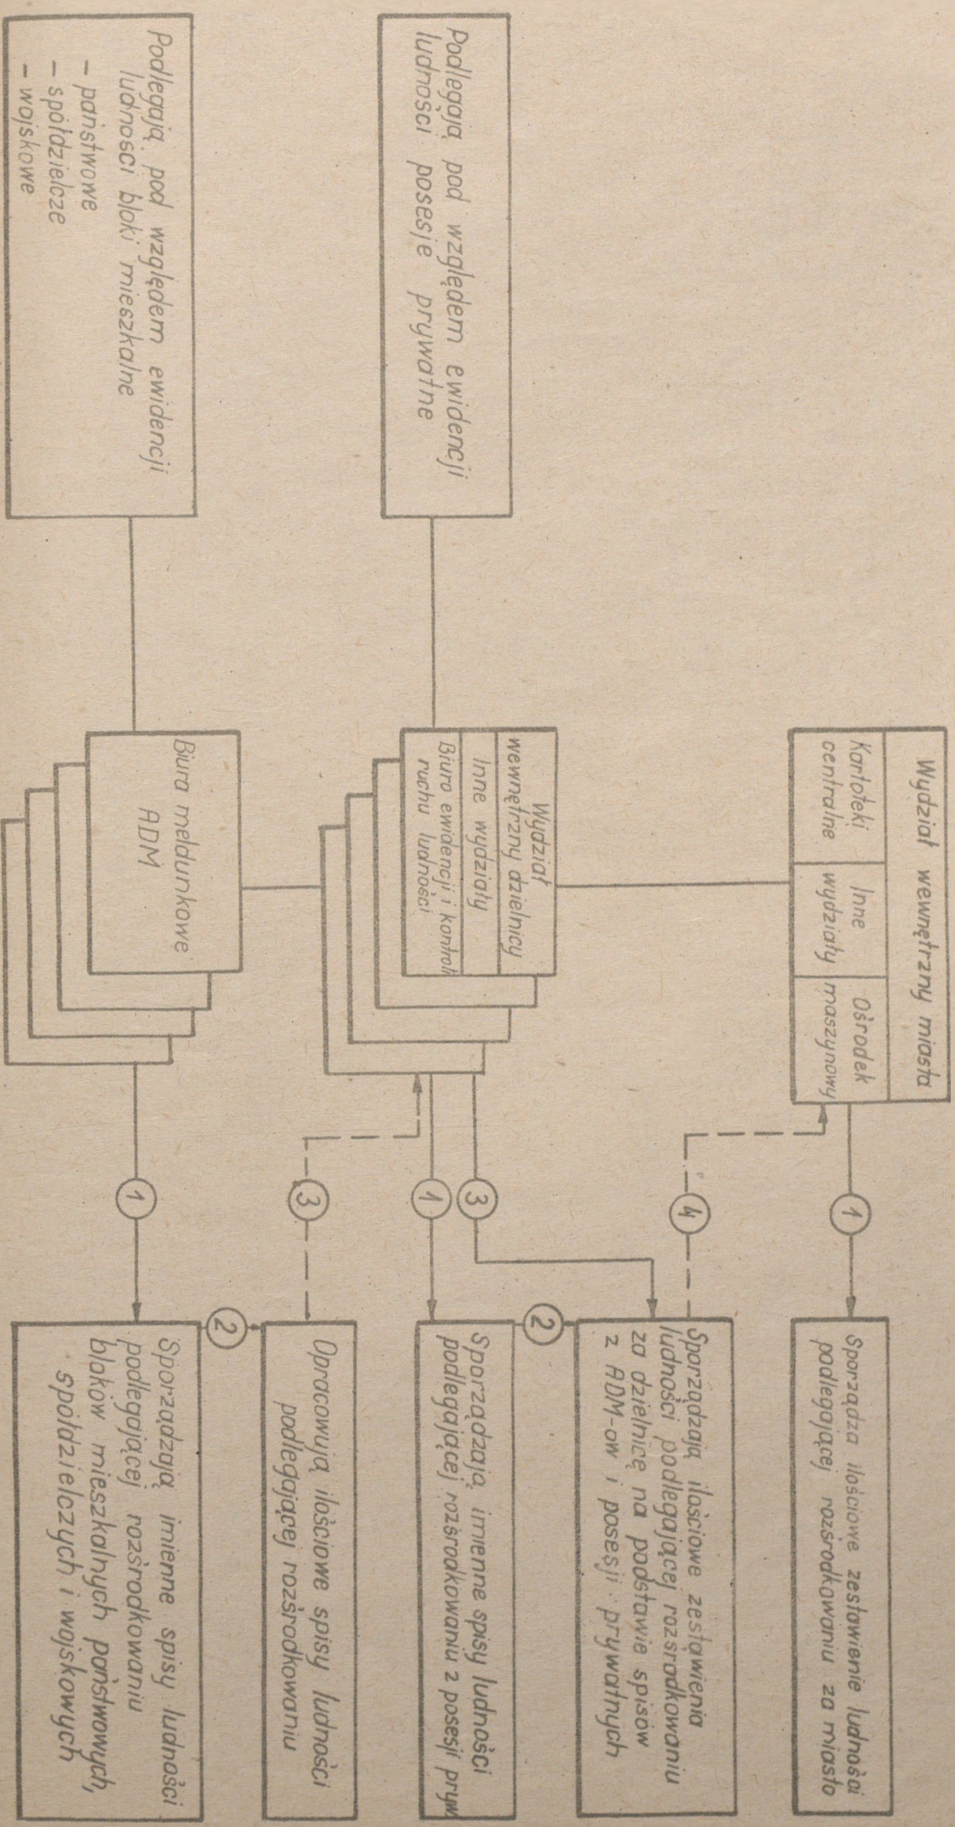 Wydział wewnętrzny miasta
Kartoteki
centralne
Inne
wydziały
Ośrodek
maszynowy
1
Sporządza ilościowe zestawienie ludności
podlegającej rozśrodkowaniu za miasto
4
Sporządzają ilościowe zestawienia
ludności podlegającej rozśrodkowaniu
za dzielnicę na podstawie spisów
z ADM-ów i posesji prywatnych
Podlegają pod względem ewidencji
ludności posesje prywatne
Wydział
wewnętrzny dzielnicy
Inne wydziały
Biuro ewidencji i kontroli
ruchu ludności
3
1
2
Sporządzają imienne spisy ludności
podlegającej rozśrodkowaniu z posesji pryw
3
Opracowują ilościowe spisy ludności
podlegającej rozśrodkowaniu
Podlegają pod względem ewidencji
ludności bloki mieszkalne
- państwowe
- spółdzielcze
- wojskowe
Biura meldunkowe
ADM
1
2
Sporządzają imienne spisy ludności
podlegającej rozśrodkowaniu
bloków mieszkalnych państwowych,
spółdzielczych i wojskowych